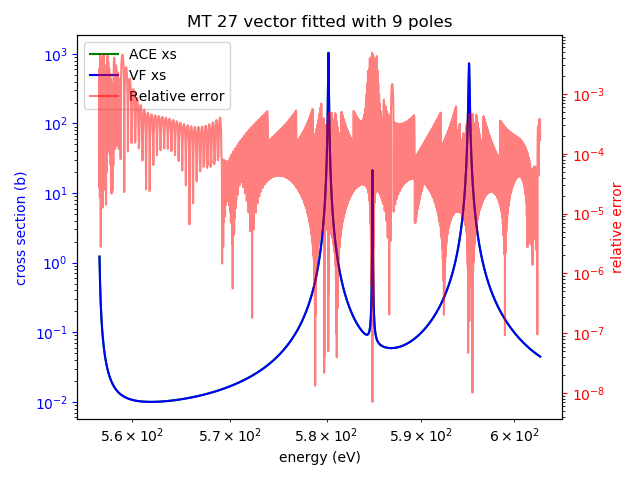 MT 27 vector fitted with 9 poles
ACE xs
VF xs
Relative error
cross section (b)
10³
10²
10¹
10⁰
10⁻¹
10⁻²
relative error
10⁻³
10⁻⁴
10⁻⁵
10⁻⁶
10⁻⁷
10⁻⁸
5.6 × 10² 5.7 × 10² 5.8 × 10² 5.9 × 10² 6 × 10²
energy (eV)